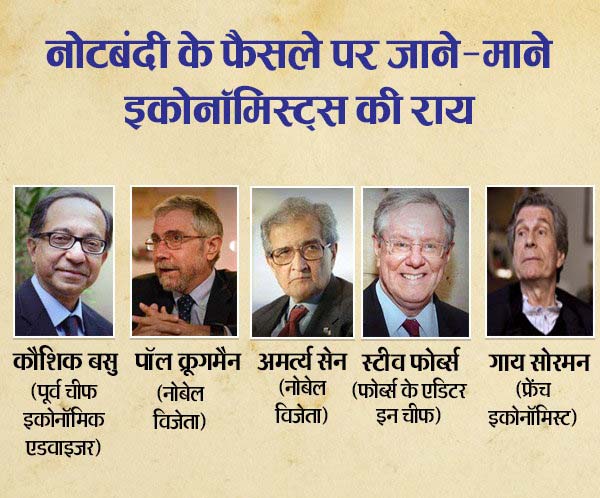 नोटबंदी के फैसले पर जाने-माने
इकोनॉमिस्ट्स की राय
कौशिक बसु
(पूर्व चीफ
इकोनॉमिक
एडवाइजर)
पॉल क्रूगमैन
(नोबेल
विजेता)
अमर्त्य सेन
(नोबेल
विजेता)
स्टीव फोर्ब्स
(फोर्ब्स के एडिटर
इन चीफ)
गाय सोरमन
(फ्रेंच
इकोनॉमिस्ट)